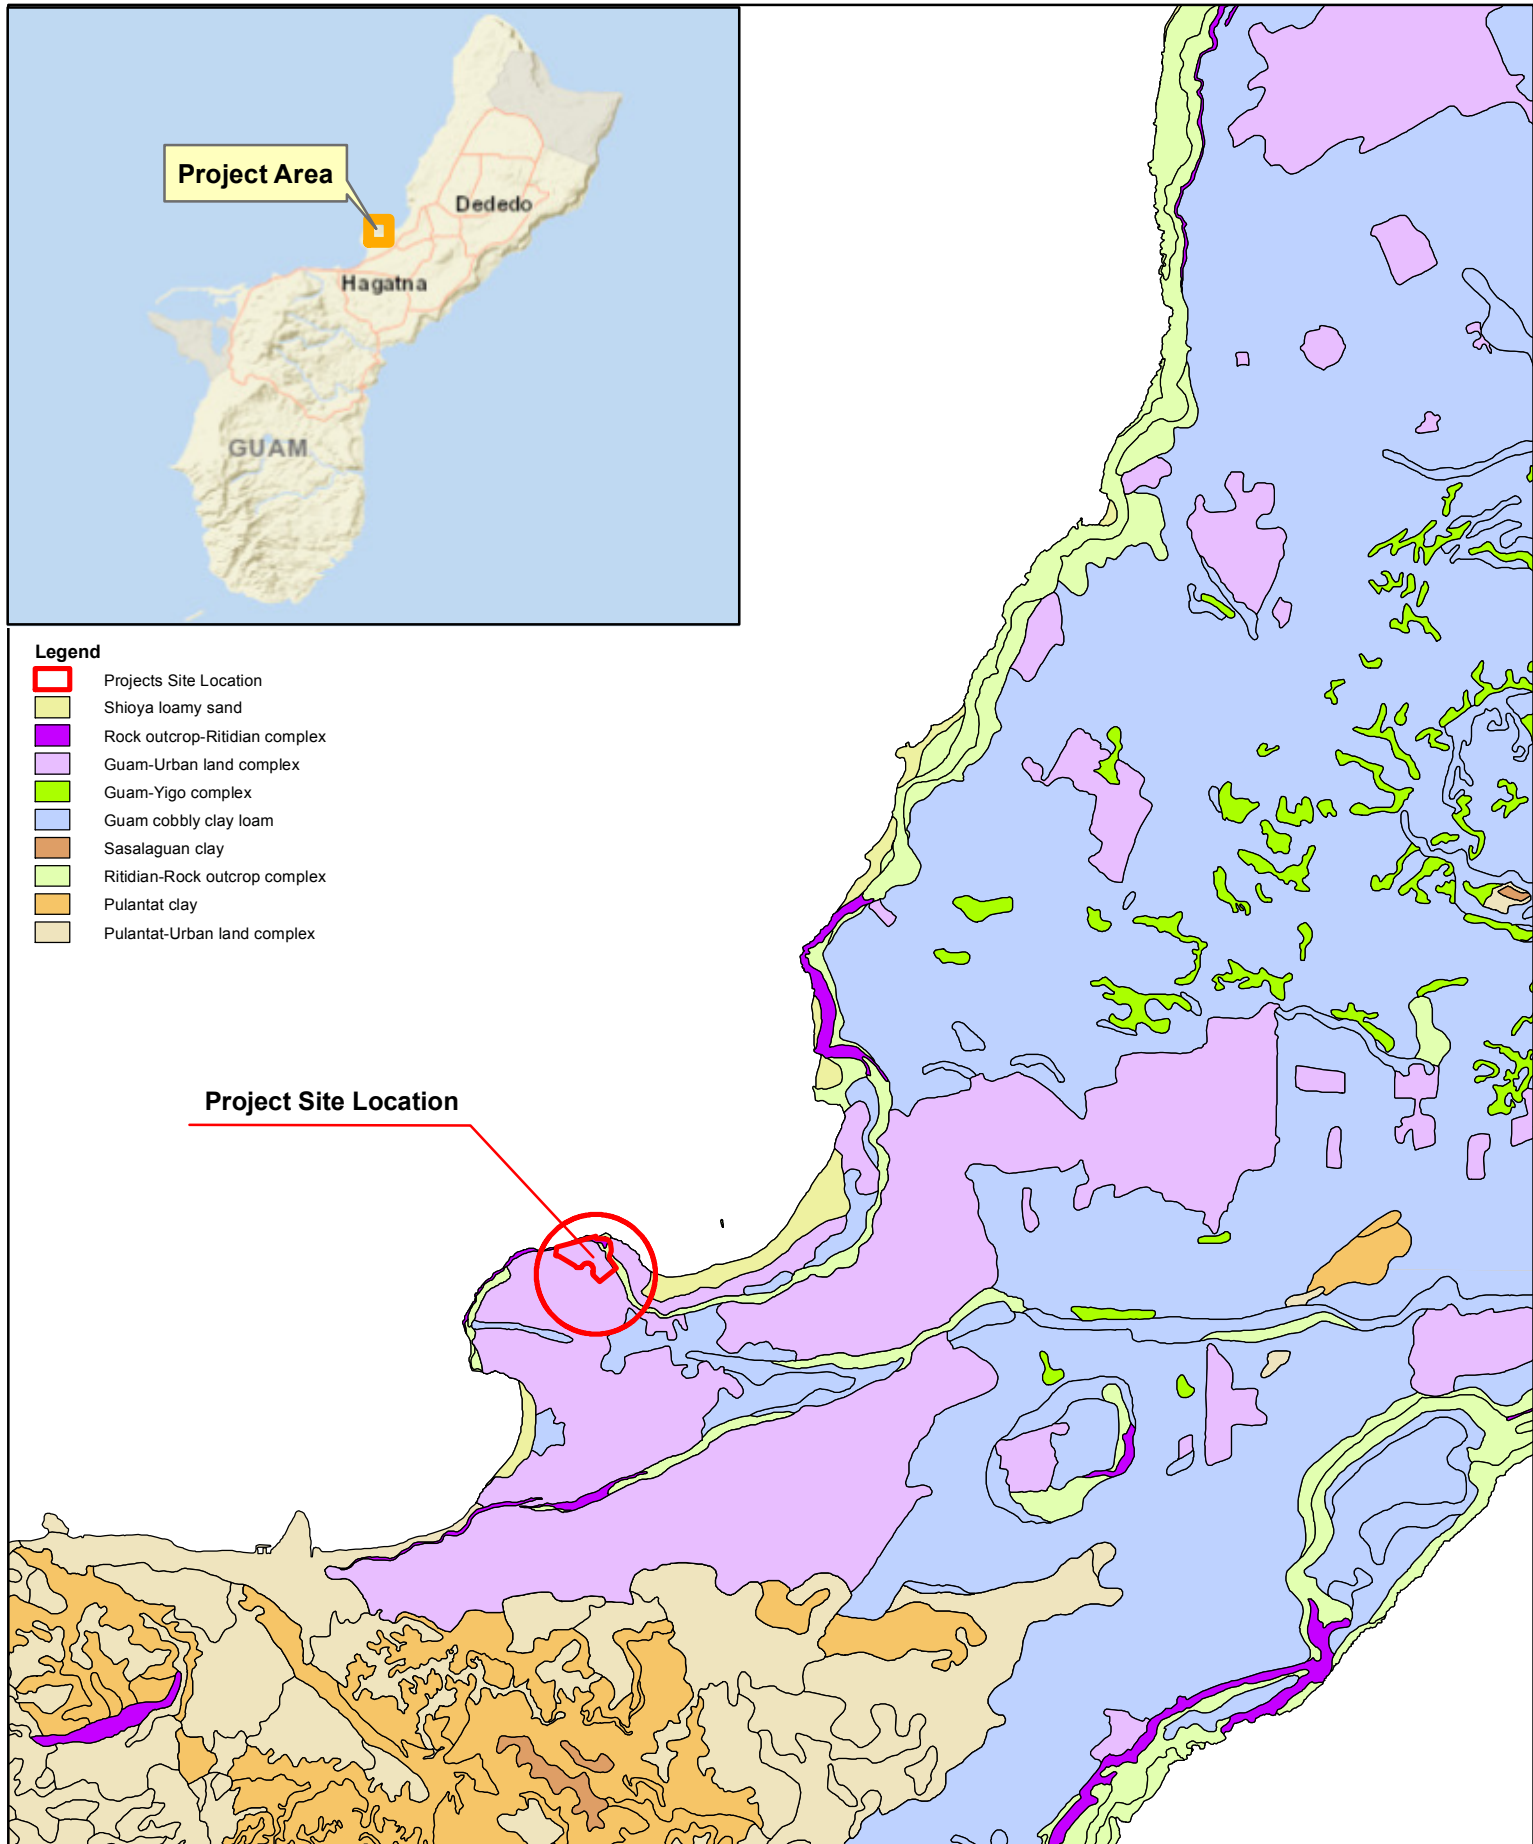 Project Area
Dededo
Hagatna
GUAM
Legend
Projects Site Location
Shioya loamy sand
Rock outcrop-Ritidian complex
Guam-Urban land complex
Guam-Yigo complex
Guam cobbly clay loam
Sasalaguan clay
Ritidian-Rock outcrop complex
Pulantat clay
Pulantat-Urban land complex
Project Site Location